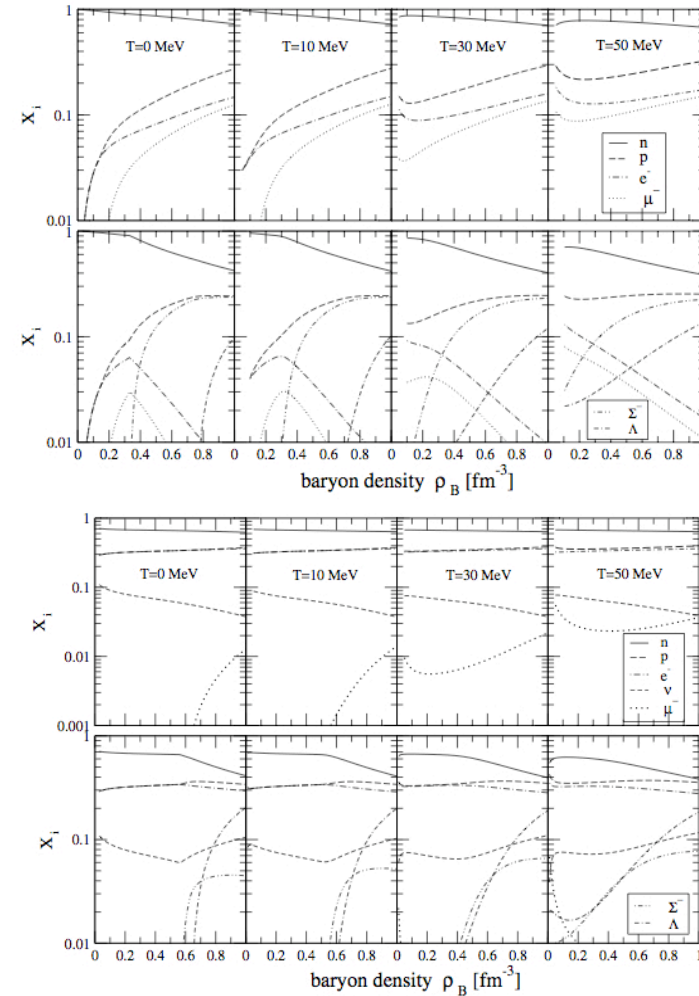 1
0.1
0.01
X_i
T=0 MeV
T=10 MeV
T=30 MeV
T=50 MeV
n
p
e^-
μ^-
1
0.1
0.01
X_i
Σ^-
Λ
0 0.2 0.4 0.6 0.8 0 0.2 0.4 0.6 0.8 0 0.2 0.4 0.6 0.8 0 0.2 0.4 0.6 0.8 1
baryon density ρ_B [fm^-3]
1
0.1
0.01
0.001
X_i
T=0 MeV
T=10 MeV
T=30 MeV
T=50 MeV
n
p
e^-
ν
μ^-
1
0.1
0.01
X_i
Σ^-
Λ
0 0.2 0.4 0.6 0.8 0 0.2 0.4 0.6 0.8 0 0.2 0.4 0.6 0.8 0 0.2 0.4 0.6 0.8 1
baryon density ρ_B [fm^-3]